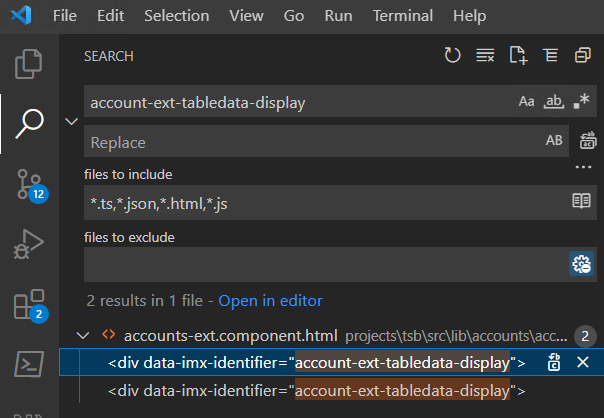 File Edit Selection View Go Run Terminal Help
SEARCH
account-ext-tabledata-display Aa ab, .*
Replace AB
files to include
*.ts,*.json,*.html,*.js
files to exclude
2 results in 1 file - Open in editor
<> accounts-ext.component.html projects\tsb\src\lib\accounts\acc... 2
<div data-imx-identifier="account-ext-tabledata-display">
<div data-imx-identifier="account-ext-tabledata-display">
12
2